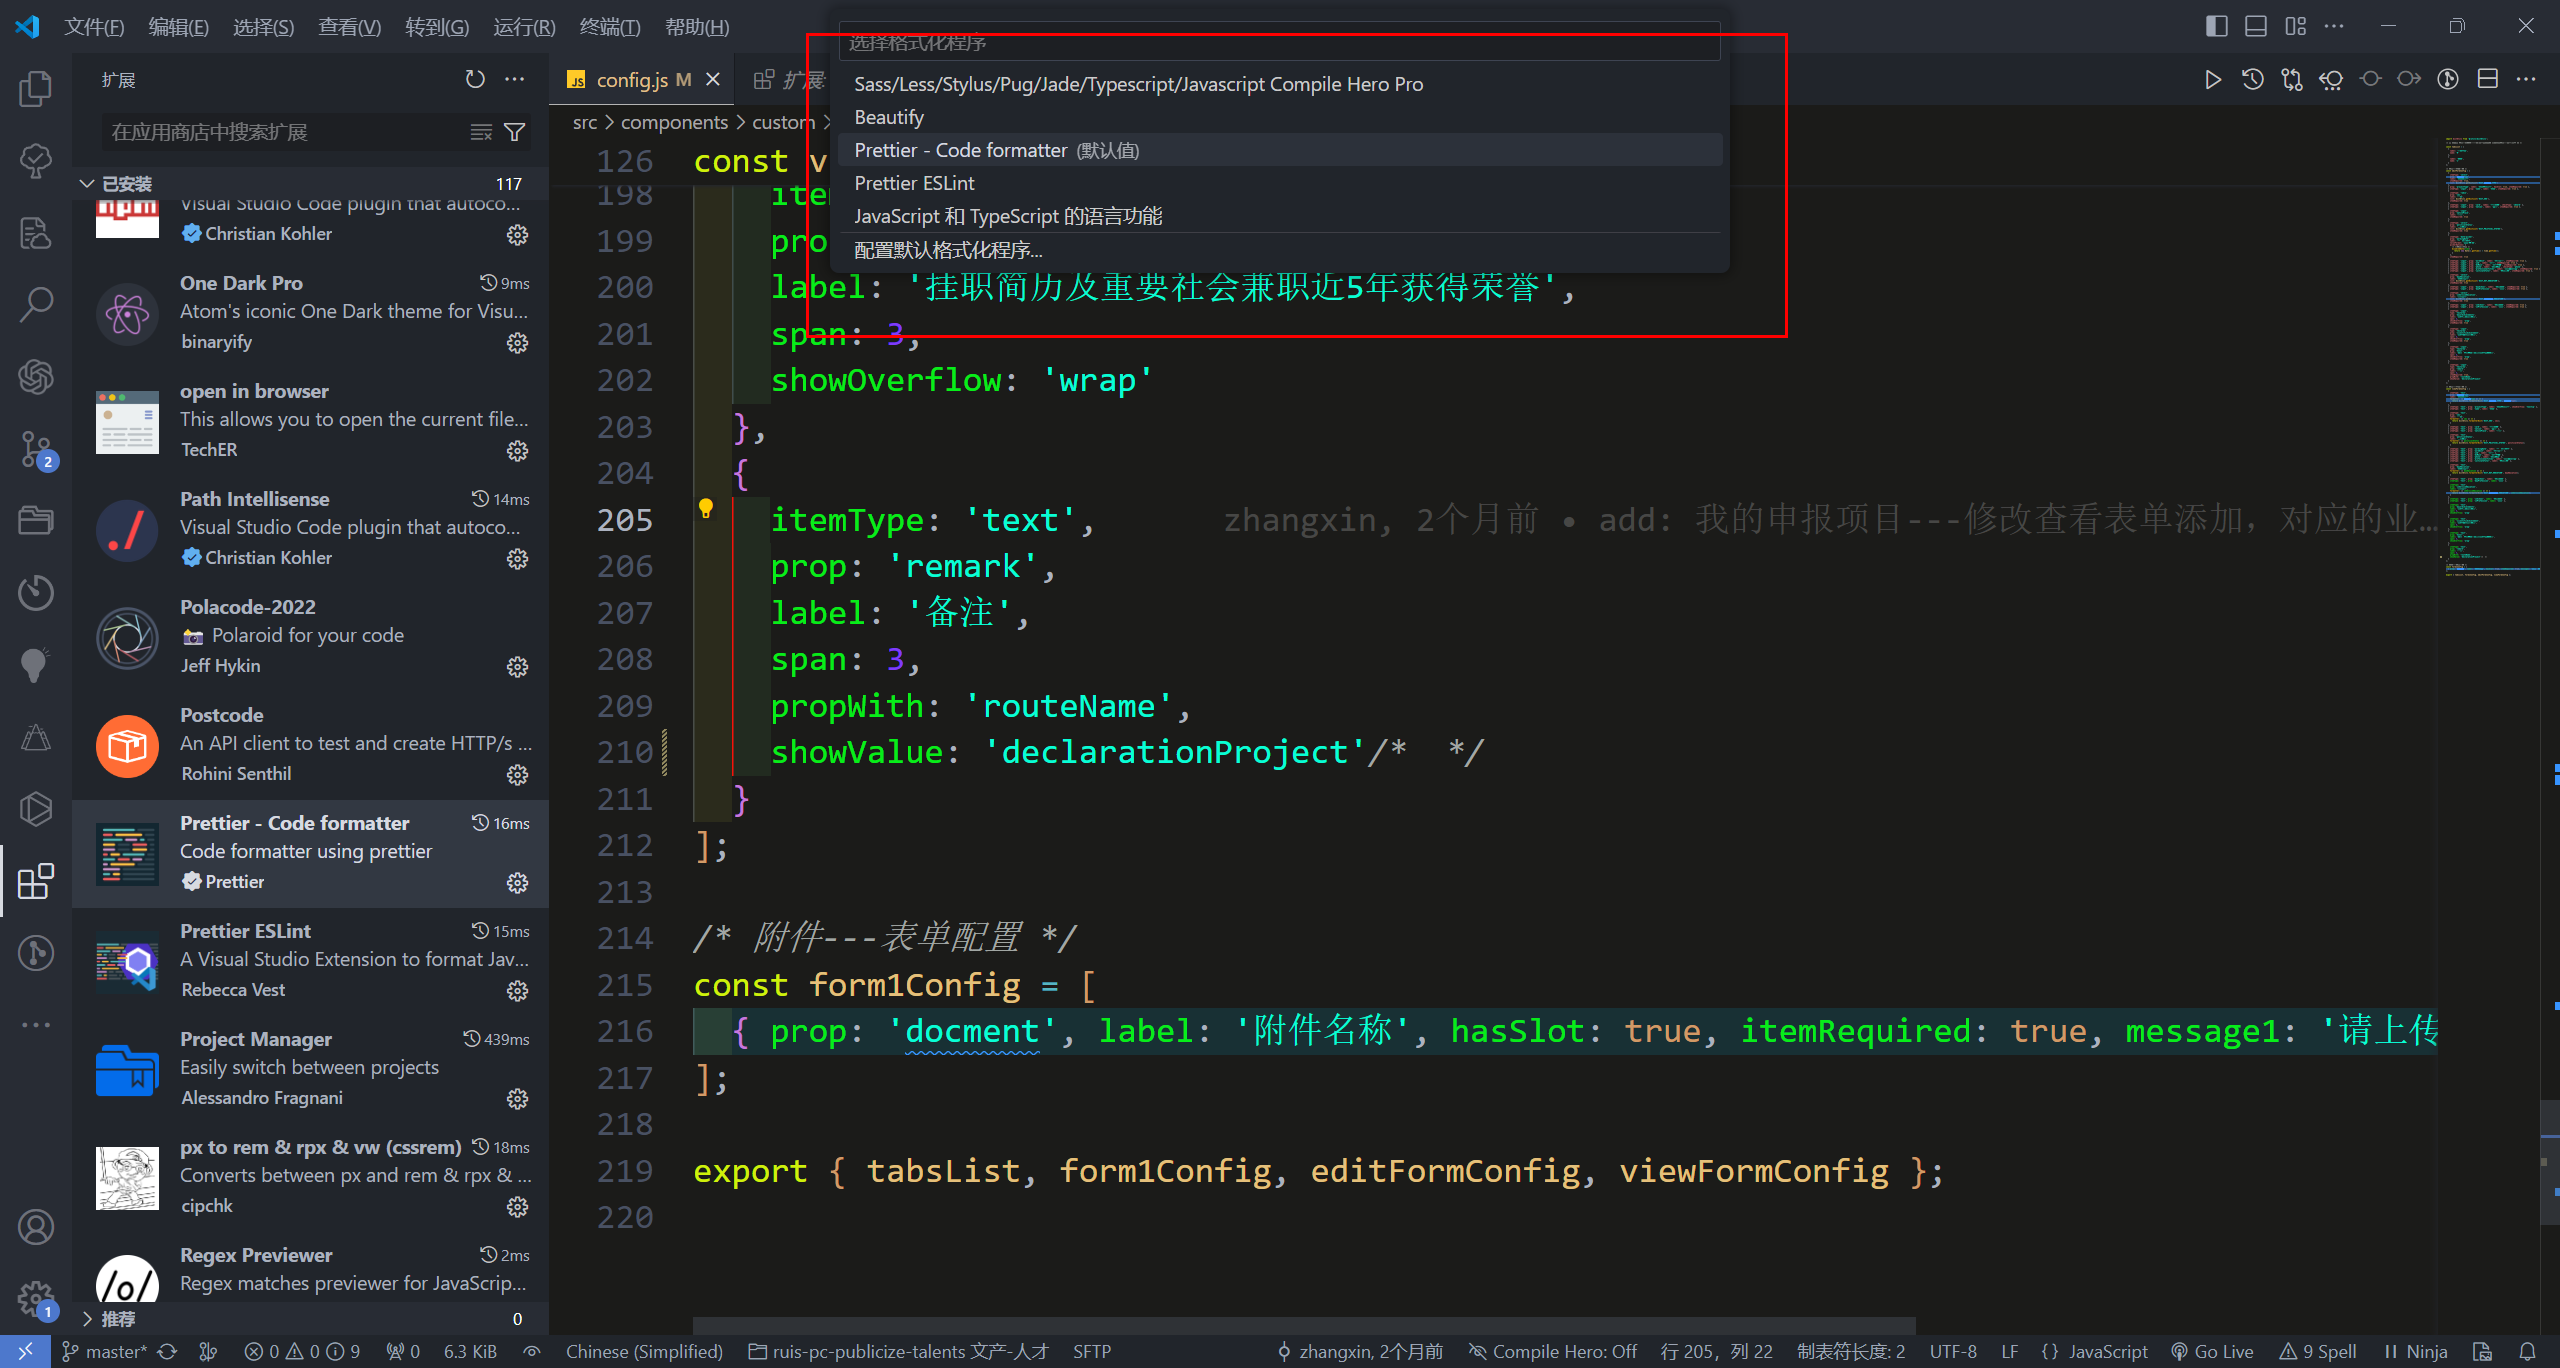 文件(F) 编辑(E) 选择(S) 查看(V) 转到(G) 运行(R) 终端(T) 帮助(H)
选择格式化程序
Sass/Less/Stylus/Pug/Jade/Typescript/Javascript Compile Hero Pro
Beautify
Prettier - Code formatter (默认值)
Prettier ESLint
JavaScript 和 TypeScript 的语言功能
配置默认格式化程序...
扩展
在应用商店中搜索扩展
已安装 117
Visual Studio Code plugin that autoco...
Christian Kohler
One Dark Pro 9ms
Atom's iconic One Dark theme for Visu...
binaryify
open in browser
This allows you to open the current file...
TechER
Path Intellisense 14ms
Visual Studio Code plugin that autoco...
Christian Kohler
Polacode-2022
Polaroid for your code
Jeff Hykin
Postcode
An API client to test and create HTTP/s ...
Rohini Senthil
Prettier - Code formatter 16ms
Code formatter using prettier
Prettier
Prettier ESLint 15ms
A Visual Studio Extension to format Jav...
Rebecca Vest
Project Manager 439ms
Easily switch between projects
Alessandro Fragnani
px to rem & rpx & vw (cssrem) 18ms
Converts between px and rem & rpx & ...
cipchk
Regex Previewer 2ms
/o/
Regex matches previewer for JavaScrip...
推荐 0
2
1
JS config.js M 扩展:
src > components > custom >
126 const v
198 ite
199 pro
200 label: '挂职简历及重要社会兼职近5年获得荣誉',
201 span: 3,
202 showOverflow: 'wrap'
203 },
204 {
205 itemType: 'text', zhangxin, 2个月前 • add: 我的申报项目---修改查看表单添加，对应的业…
206 prop: 'remark',
207 label: '备注',
208 span: 3,
209 propWith: 'routeName',
210 showValue: 'declarationProject'/*  */
211 }
212 ];
213
214 /* 附件---表单配置 */
215 const form1Config = [
216 { prop: 'docment', label: '附件名称', hasSlot: true, itemRequired: true, message1: '请上传
217 ];
218
219 export { tabsList, form1Config, editFormConfig, viewFormConfig };
220
master* 0 0 9 0 6.3 KiB Chinese (Simplified) ruis-pc-publicize-talents 文产-人才 SFTP zhangxin, 2个月前 Compile Hero: Off 行 205，列 22 制表符长度: 2 UTF-8 LF {} JavaScript Go Live 9 Spell Ninja